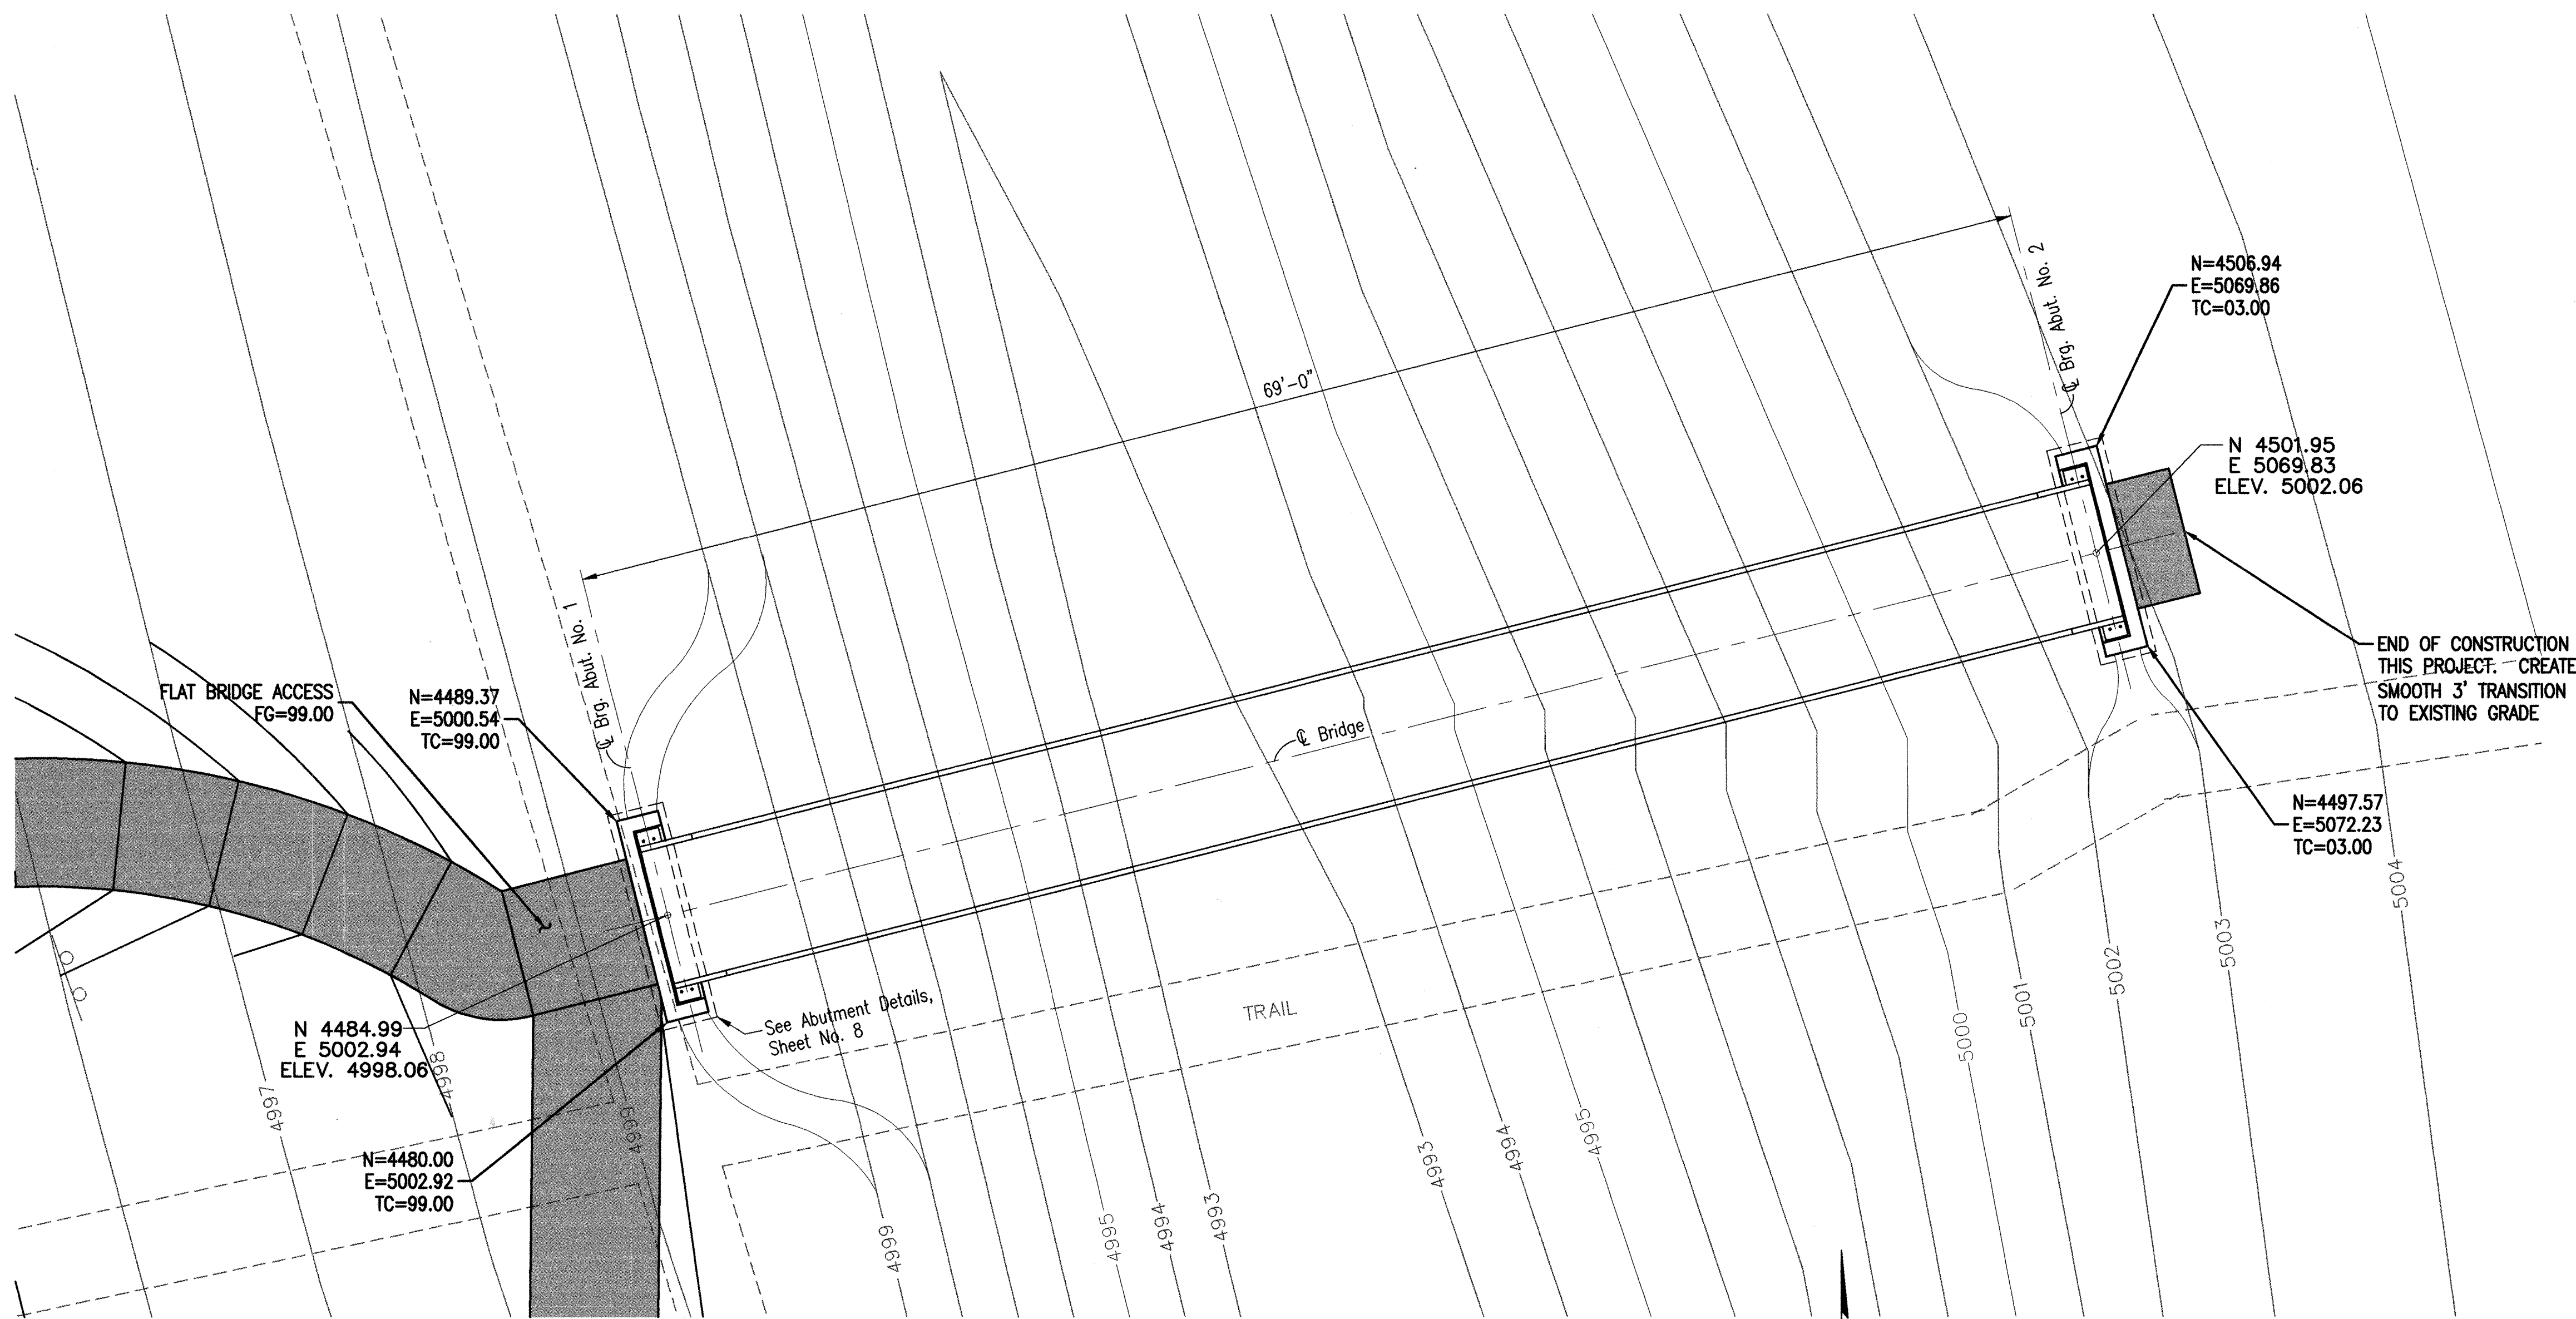 N=4506.94
E=5069.86
TC=03.00
℄ Brg. Abut. No. 2
69'-0"
N 4501.95
E 5069.83
ELEV. 5002.06
℄ Brg. Abut. No. 1
END OF CONSTRUCTION
THIS PROJECT. CREATE
SMOOTH 3' TRANSITION
TO EXISTING GRADE
FLAT BRIDGE ACCESS
FG=99.00
N=4489.37
E=5000.54
TC=99.00
℄ Bridge
N=4497.57
E=5072.23
TC=03.00
See Abutment Details,
Sheet No. 8
TRAIL
N 4484.99
E 5002.94
ELEV. 4998.06
N=4480.00
E=5002.92
TC=99.00
4997
4998
4999
4999
4995
4994
4993
4993
4994
4995
5000
5001
5002
5003
5004